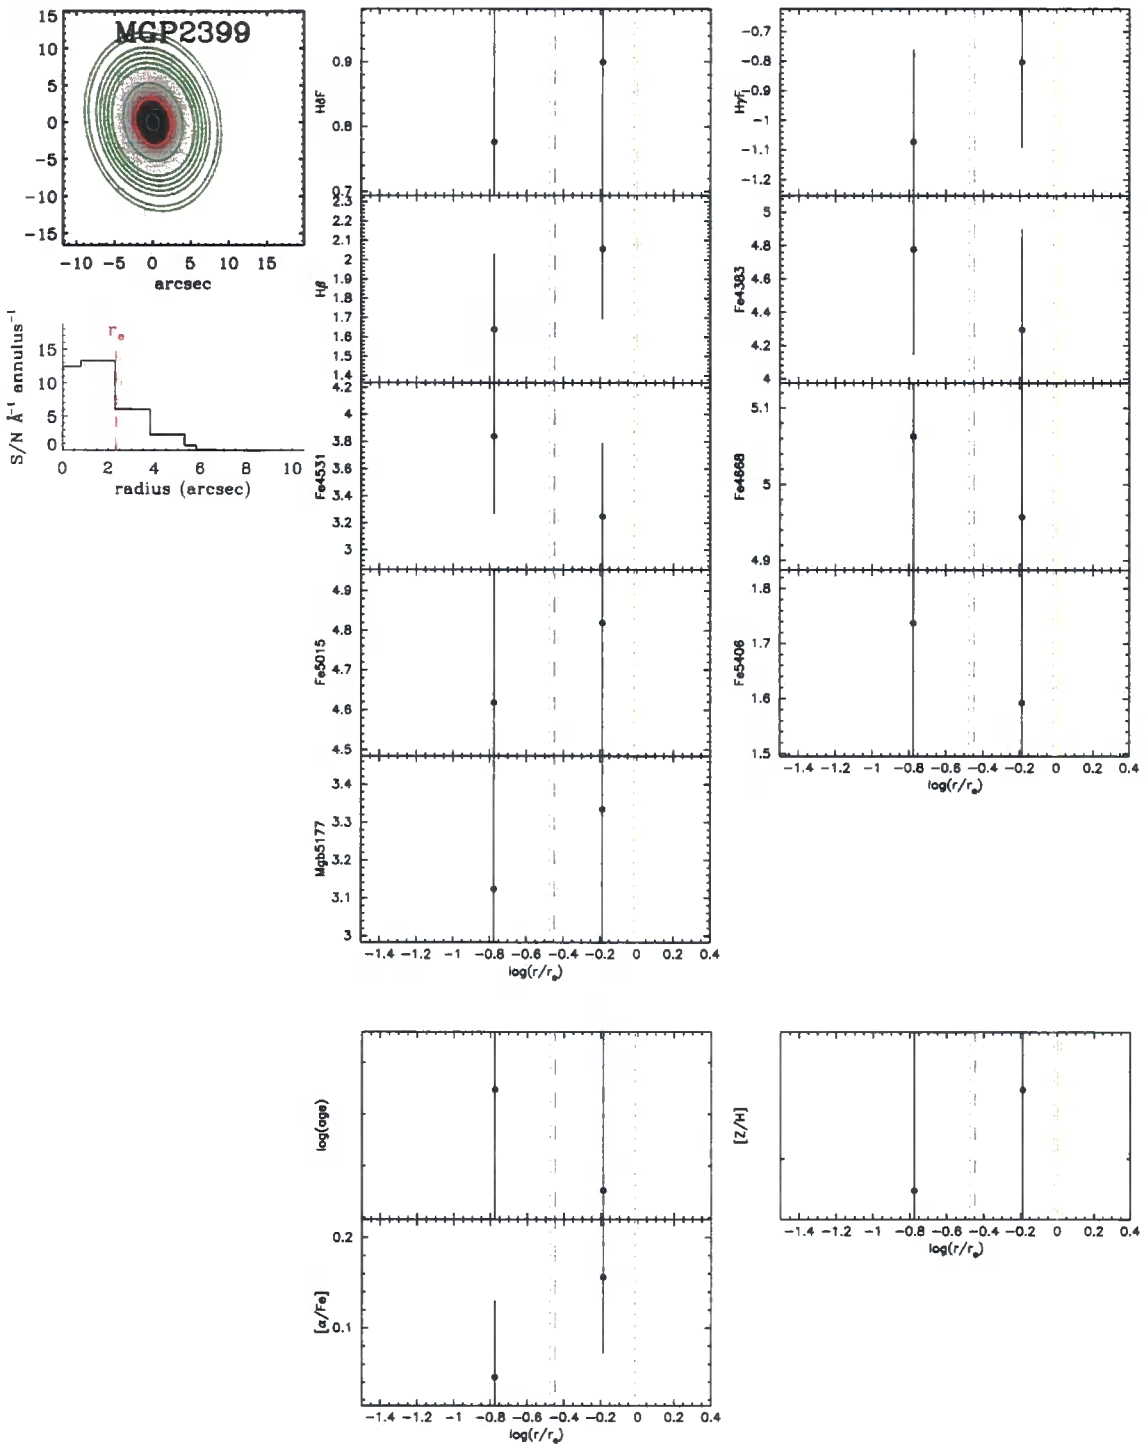 MGP2399
15
10
5
0
−5
−10
−15
−10 −5 0 5 10 15
arcsec
S/N Å⁻¹ annulus⁻¹
rₑ
15
10
5
0
0 2 4 6 8 10
radius (arcsec)
HδF
0.9
0.8
0.7
Hβ
2.3
2.2
2.1
2
1.9
1.8
1.7
1.6
1.5
1.4
Fe4531
4.2
4
3.8
3.6
3.4
3.2
3
Fe5015
4.9
4.8
4.7
4.6
4.5
Mgb5177
3.4
3.3
3.2
3.1
3
−1.4 −1.2 −1 −0.8 −0.6 −0.4 −0.2 0 0.2 0.4
log(r/rₑ)
HγF
−0.7
−0.8
−0.9
−1
−1.1
−1.2
Fe4383
5
4.8
4.6
4.4
4.2
4
Fe4668
5.1
5
4.9
Fe5406
1.8
1.7
1.6
1.5
−1.4 −1.2 −1 −0.8 −0.6 −0.4 −0.2 0 0.2 0.4
log(r/rₑ)
log(age)
[α/Fe]
0.2
0.1
−1.4 −1.2 −1 −0.8 −0.6 −0.4 −0.2 0 0.2 0.4
log(r/rₑ)
[Z/H]
−1.4 −1.2 −1 −0.8 −0.6 −0.4 −0.2 0 0.2 0.4
log(r/rₑ)